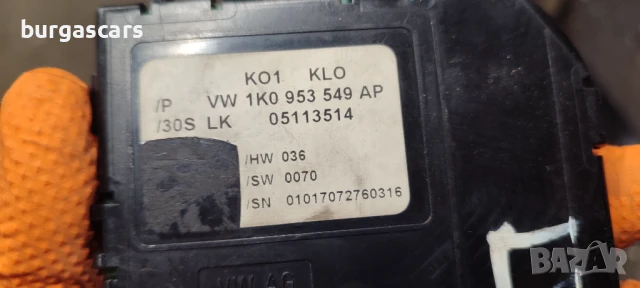 burgascars
KO1 KLO
/P VW 1K0 953 549 AP
/30S LK 05113514
/HW 036
/SW 0070
/SN 01017072760316
VW AG
BAZAR